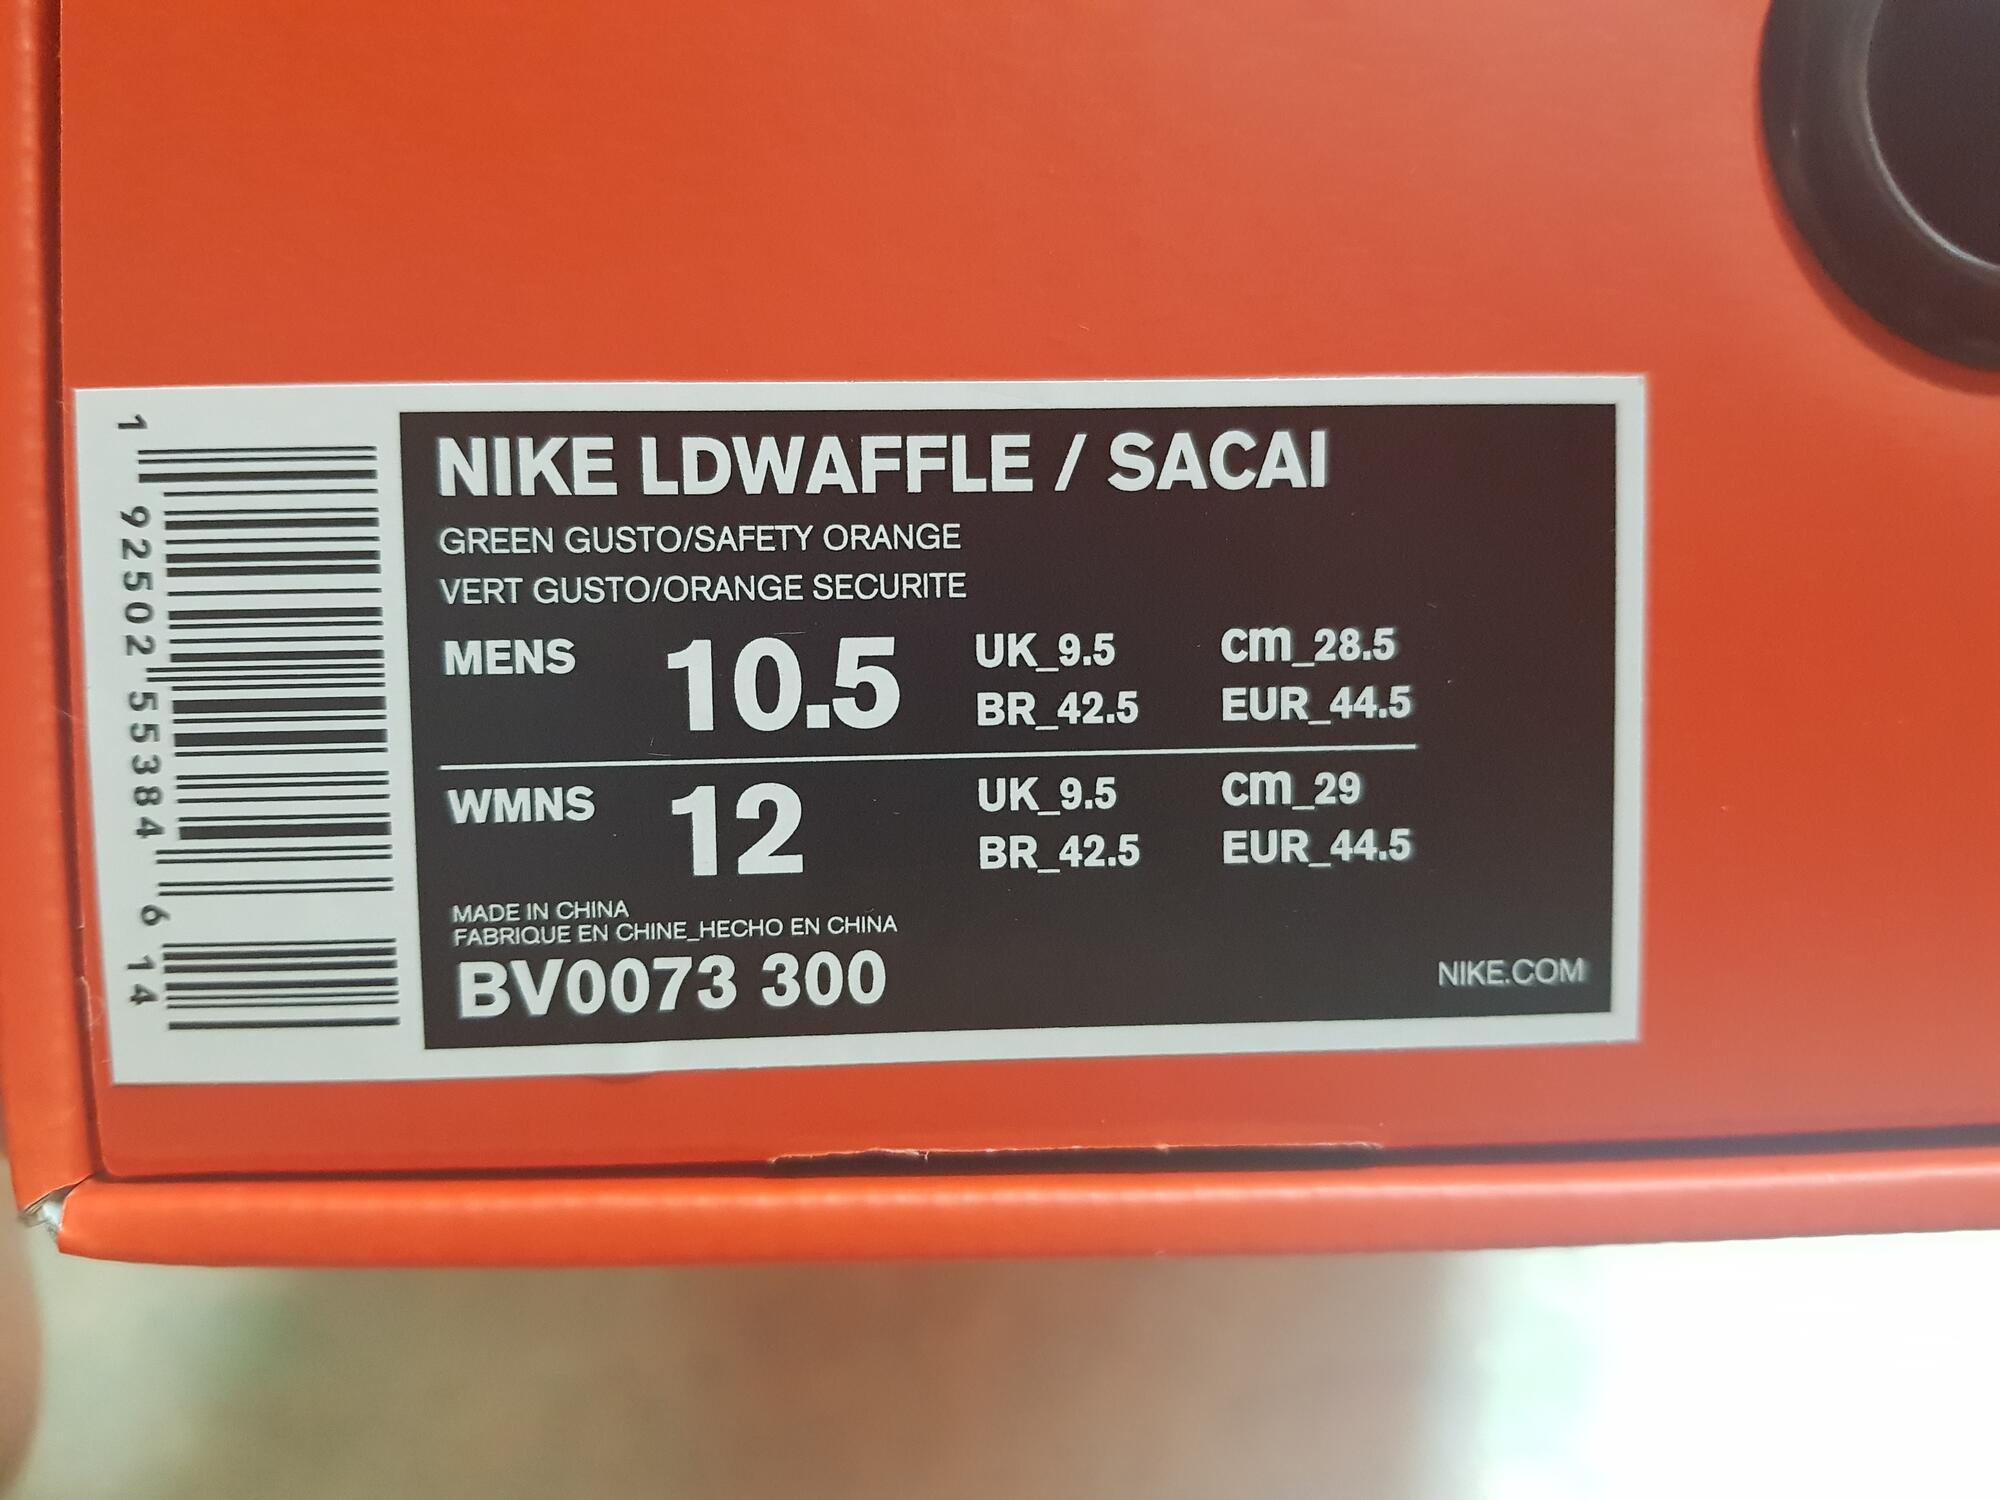 1 92502 55384 6 14
NIKE LDWAFFLE / SACAI
GREEN GUSTO/SAFETY ORANGE
VERT GUSTO/ORANGE SECURITE
MENS 10.5 UK_9.5 cm_28.5
BR_42.5 EUR_44.5
WMNS 12 UK_9.5 cm_29
BR_42.5 EUR_44.5
MADE IN CHINA
FABRIQUE EN CHINE_HECHO EN CHINA
BV0073 300
NIKE.COM